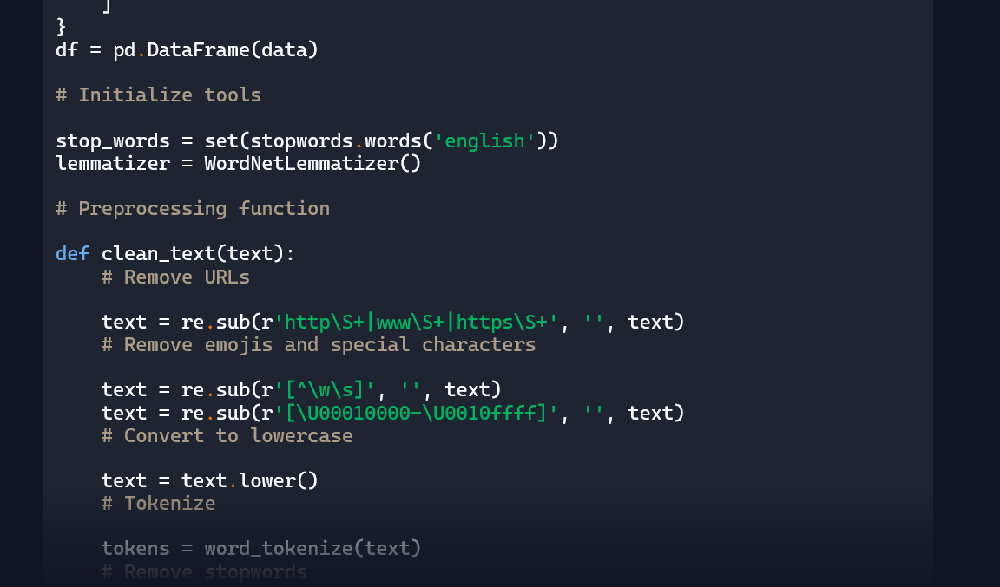 ]
}
df = pd.DataFrame(data)
# Initialize tools
stop_words = set(stopwords.words('english'))
lemmatizer = WordNetLemmatizer()
# Preprocessing function
def clean_text(text):
    # Remove URLs
    text = re.sub(r'http\S+|www\S+|https\S+', '', text)
    # Remove emojis and special characters
    text = re.sub(r'[^\w\s]', '', text)
    text = re.sub(r'[\U00010000-\U0010ffff]', '', text)
    # Convert to lowercase
    text = text.lower()
    # Tokenize
    tokens = word_tokenize(text)
    # Remove stopwords